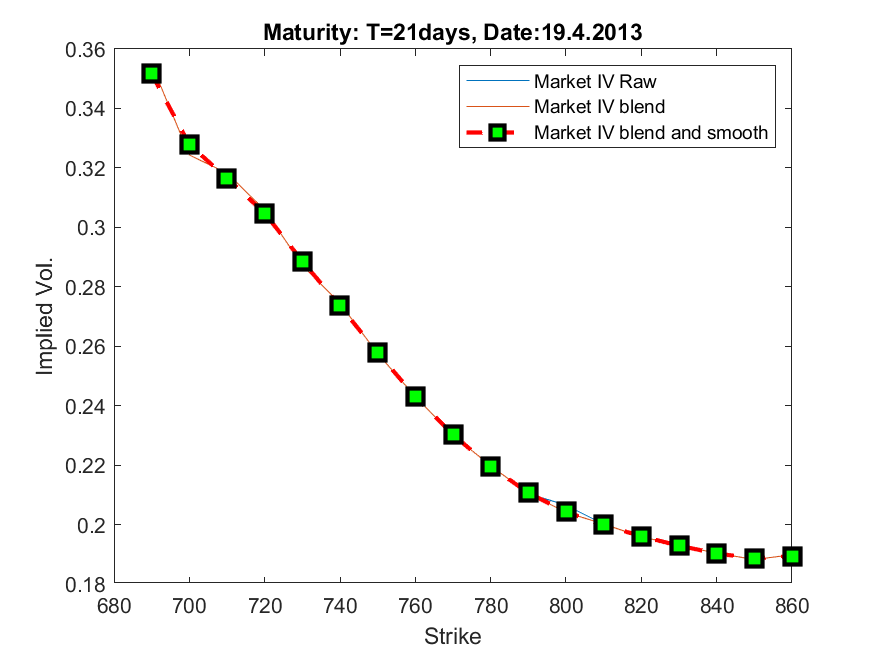 Maturity: T=21days, Date:19.4.2013
0.36
0.34
0.32
0.3
0.28
0.26
0.24
0.22
0.2
0.18
Implied Vol.
Market IV Raw
Market IV blend
Market IV blend and smooth
680 700 720 740 760 780 800 820 840 860
Strike